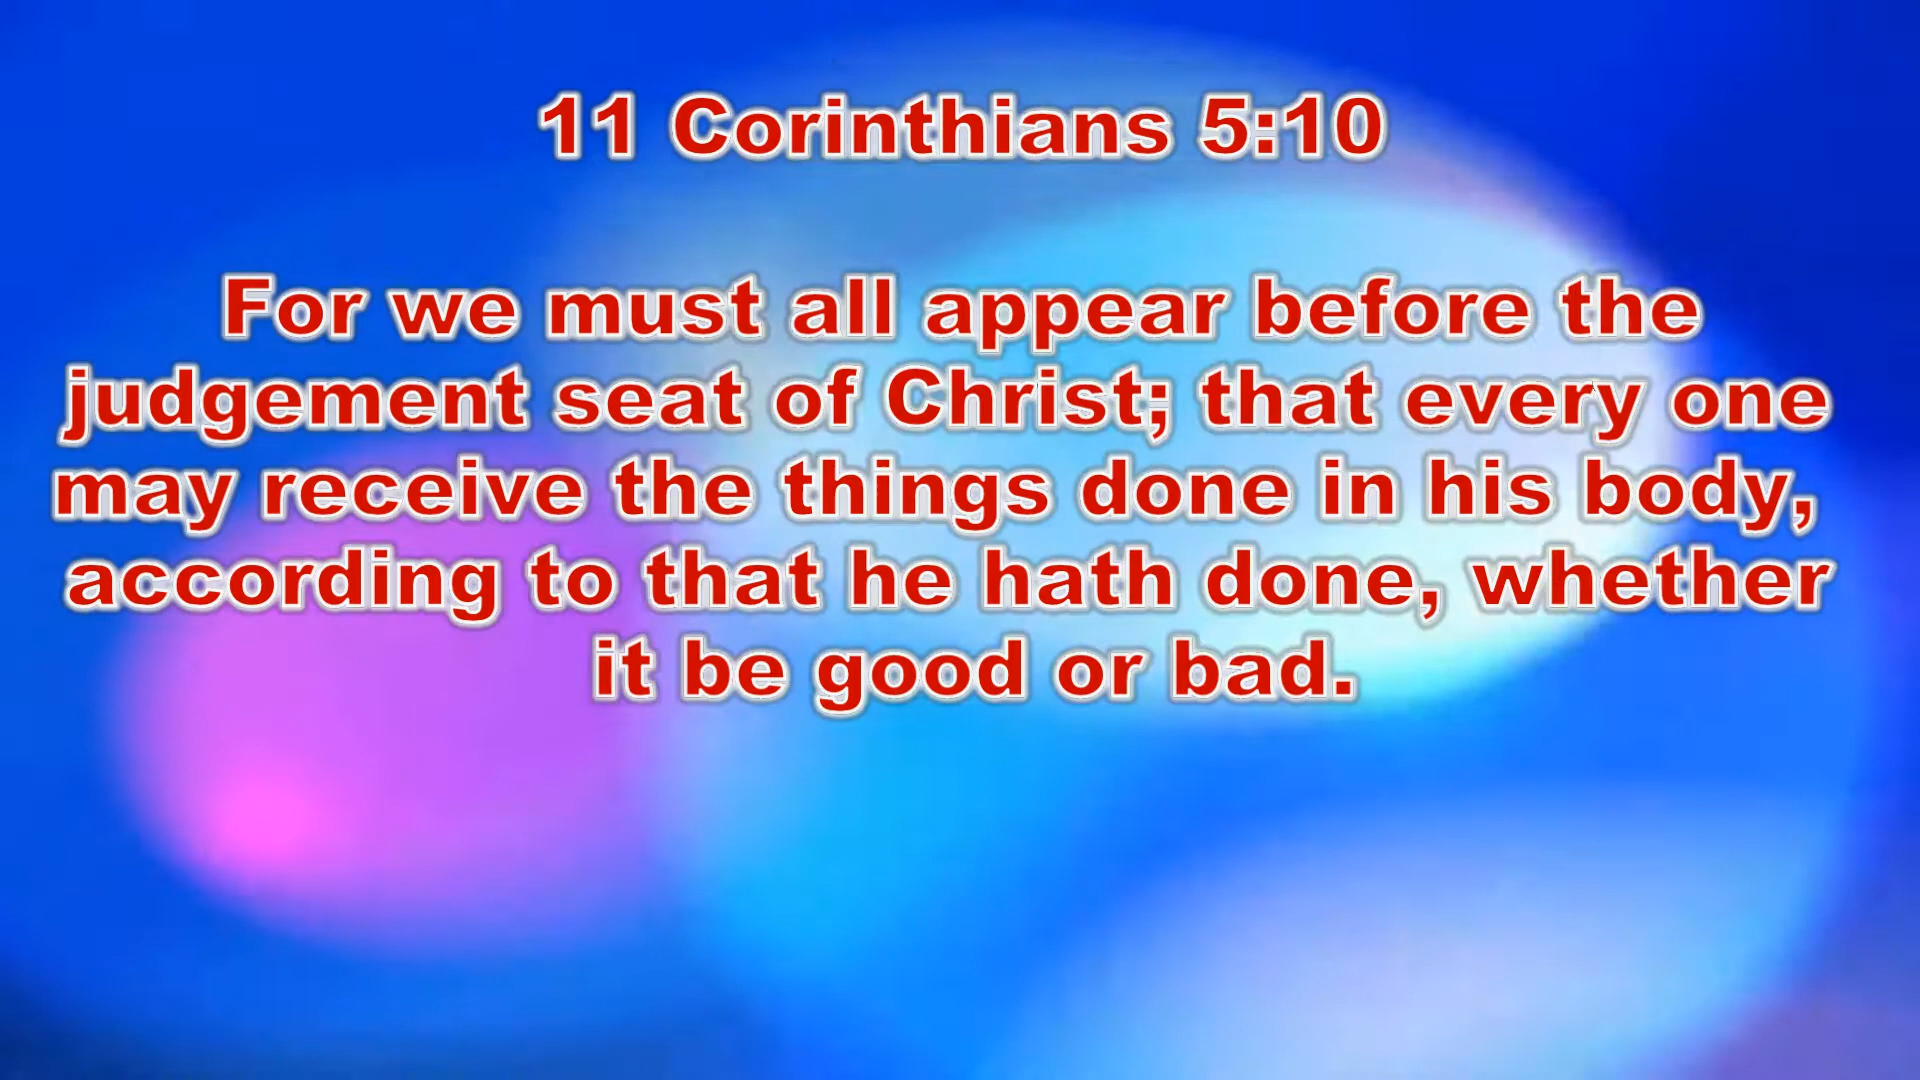 11 Corinthians 5:10
For we must all appear before the
judgement seat of Christ; that every one
may receive the things done in his body,
according to that he hath done, whether
it be good or bad.